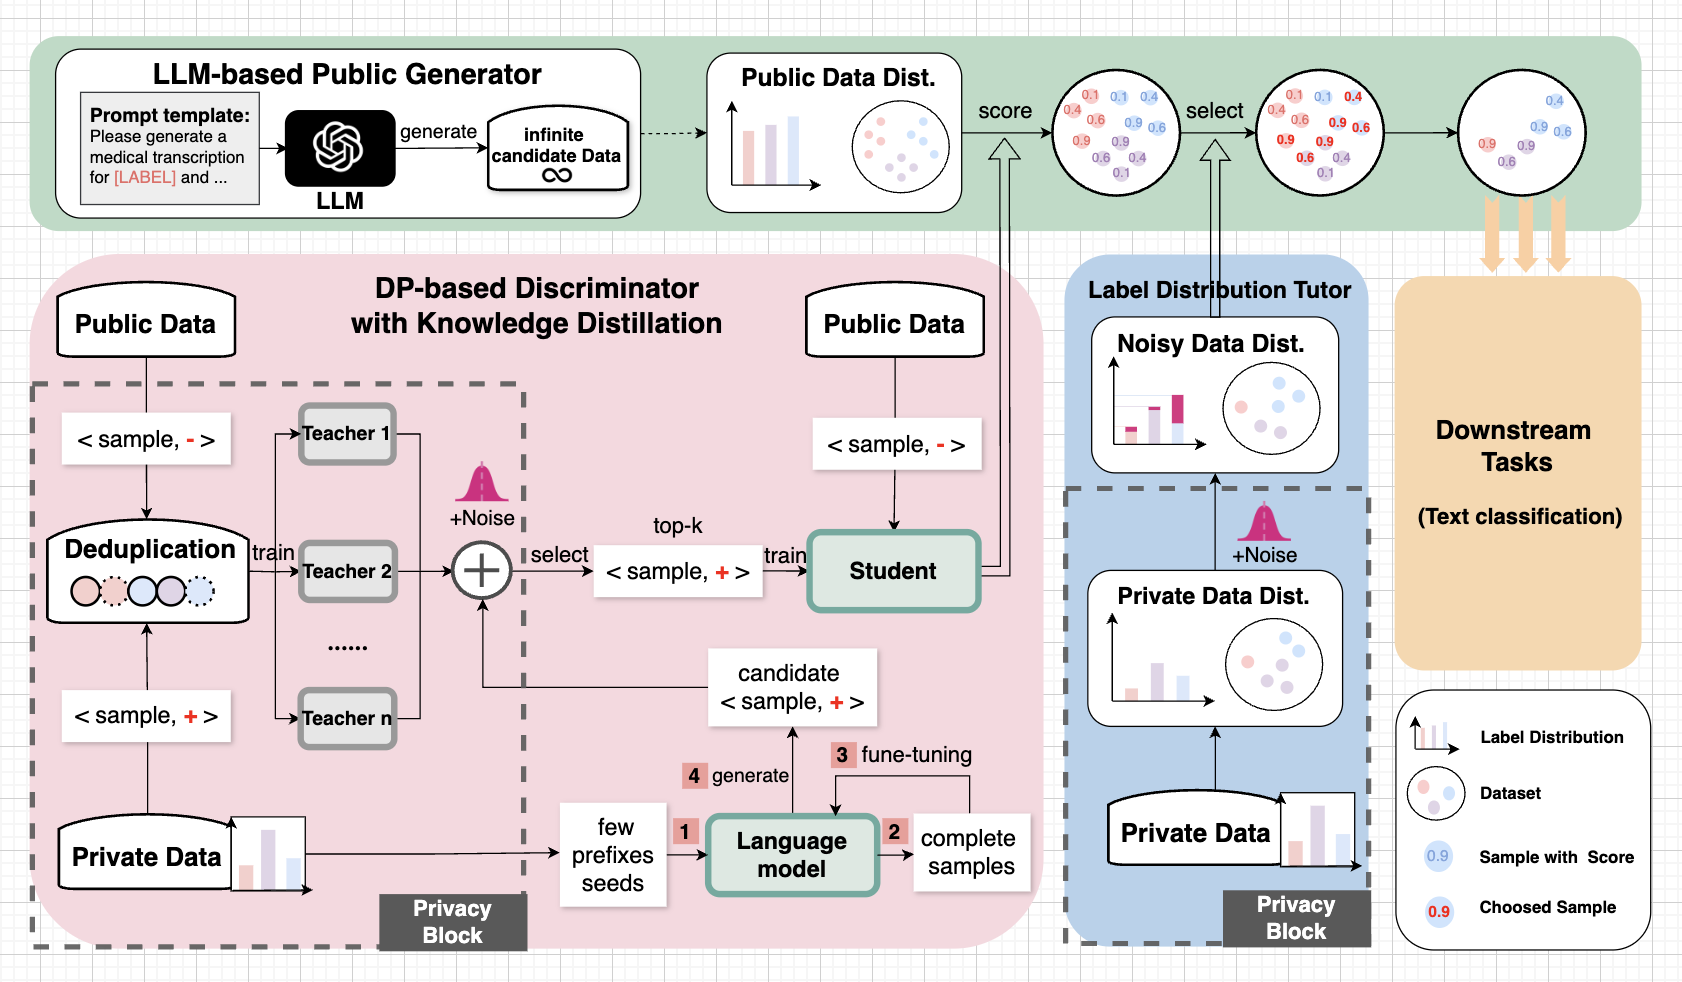 LLM-based Public Generator
Prompt template:
Please generate a
medical transcription
for [LABEL] and ...
LLM
generate
infinite
candidate Data
∞
Public Data Dist.
score
0.1
0.1
0.4
0.4
0.6
0.9
0.6
0.9
0.9
0.6
0.4
0.1
select
0.1
0.1
0.4
0.4
0.6
0.9
0.6
0.9
0.9
0.6
0.4
0.1
0.4
0.9
0.6
0.9
0.9
0.6
DP-based Discriminator
with Knowledge Distillation
Public Data
< sample, - >
Deduplication
< sample, + >
Private Data
train
Teacher 1
Teacher 2
......
Teacher n
+Noise
select
top-k
< sample, + >
train
Student
Public Data
< sample, - >
candidate
< sample, + >
4 generate
3 fune-tuning
few
prefixes
seeds
1
Language
model
2
complete
samples
Privacy
Block
Label Distribution Tutor
Noisy Data Dist.
+Noise
Private Data Dist.
Private Data
Privacy
Block
Downstream
Tasks
(Text classification)
Label Distribution
Dataset
0.9
Sample with Score
0.9
Choosed Sample